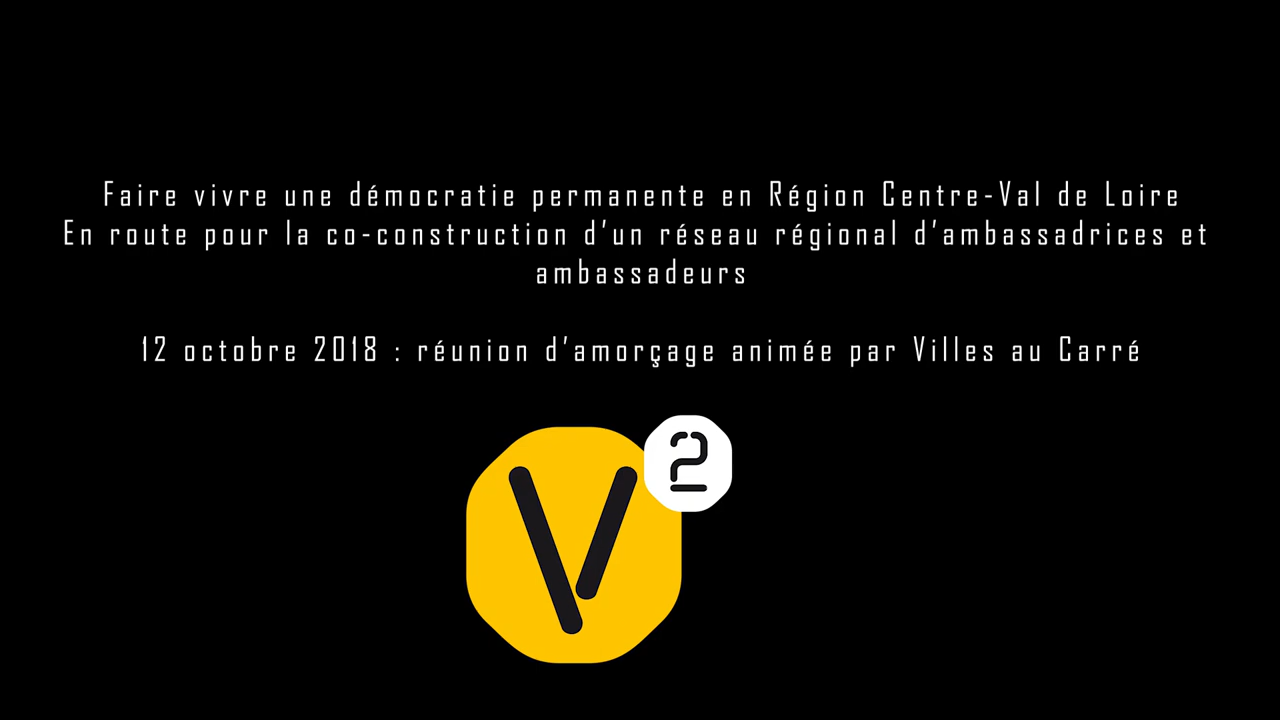 Faire vivre une démocratie permanente en Région Centre-Val de Loire
En route pour la co-construction d'un réseau régional d'ambassadrices et
ambassadeurs
12 octobre 2018 : réunion d'amorçage animée par Villes au Carré
V2